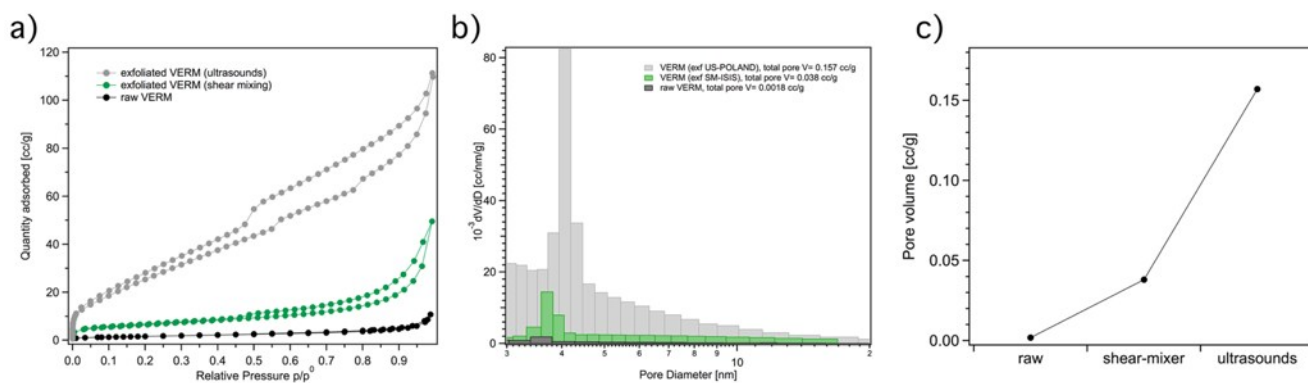 a)
120
100
80
60
40
20
0
Quantity adsorbed [cc/g]
exfoliated VERM (ultrasounds)
exfoliated VERM (shear mixing)
raw VERM
0.0 0.1 0.2 0.3 0.4 0.5 0.6 0.7 0.8 0.9
Relative Pressure p/p⁰
b)
80
60
40
20
0
10⁻³ dV/dD [cc/nm/g]
VERM (exf US-POLAND), total pore V= 0.157 cc/g
VERM (exf SM-ISIS), total pore V= 0.038 cc/g
raw VERM, total pore V= 0.0018 cc/g
3 4 5 6 7 8 9 10 2
Pore Diameter [nm]
c)
0.15
0.10
0.05
0.00
Pore volume [cc/g]
raw shear-mixer ultrasounds